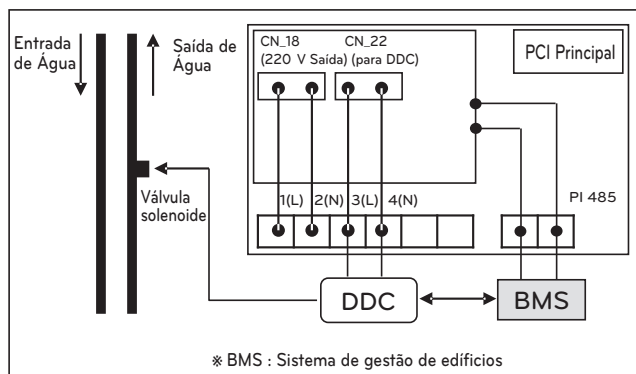 Entrada
de Água
Saída de
Água
CN_18
(220 V Saída)
CN_22
(para DDC)
PCI Principal
Válvula
solenoide
1(L) 2(N) 3(L) 4(N)
PI 485
DDC
BMS
※ BMS : Sistema de gestão de edíficios